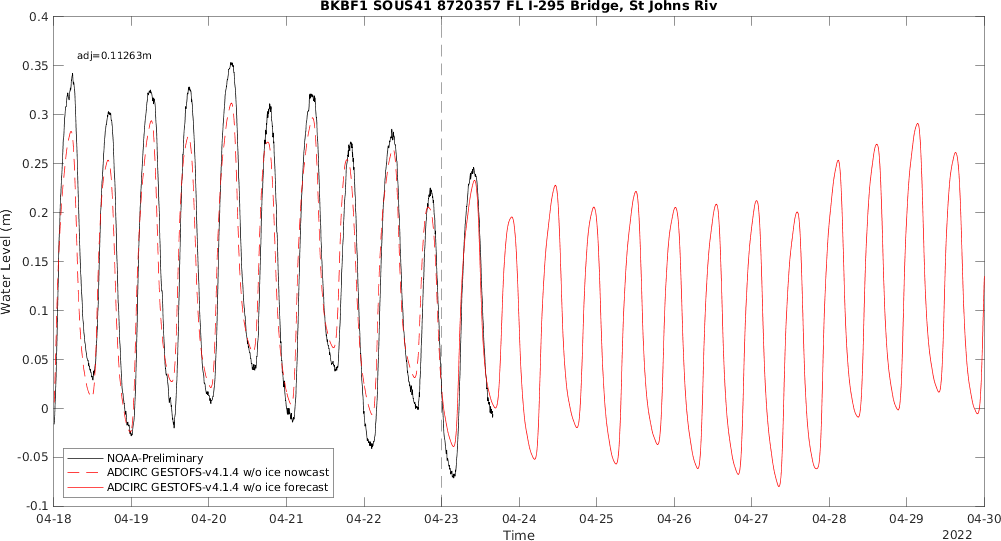 BKBF1 SOUS41 8720357 FL I-295 Bridge, St Johns Riv
adj=0.11263m
0.4
0.35
0.3
0.25
0.2
0.15
0.1
0.05
0
-0.05
-0.1
Water Level (m)
NOAA-Preliminary
ADCIRC GESTOFS-v4.1.4 w/o ice nowcast
ADCIRC GESTOFS-v4.1.4 w/o ice forecast
04-18 04-19 04-20 04-21 04-22 04-23 04-24 04-25 04-26 04-27 04-28 04-29 04-30
Time
2022